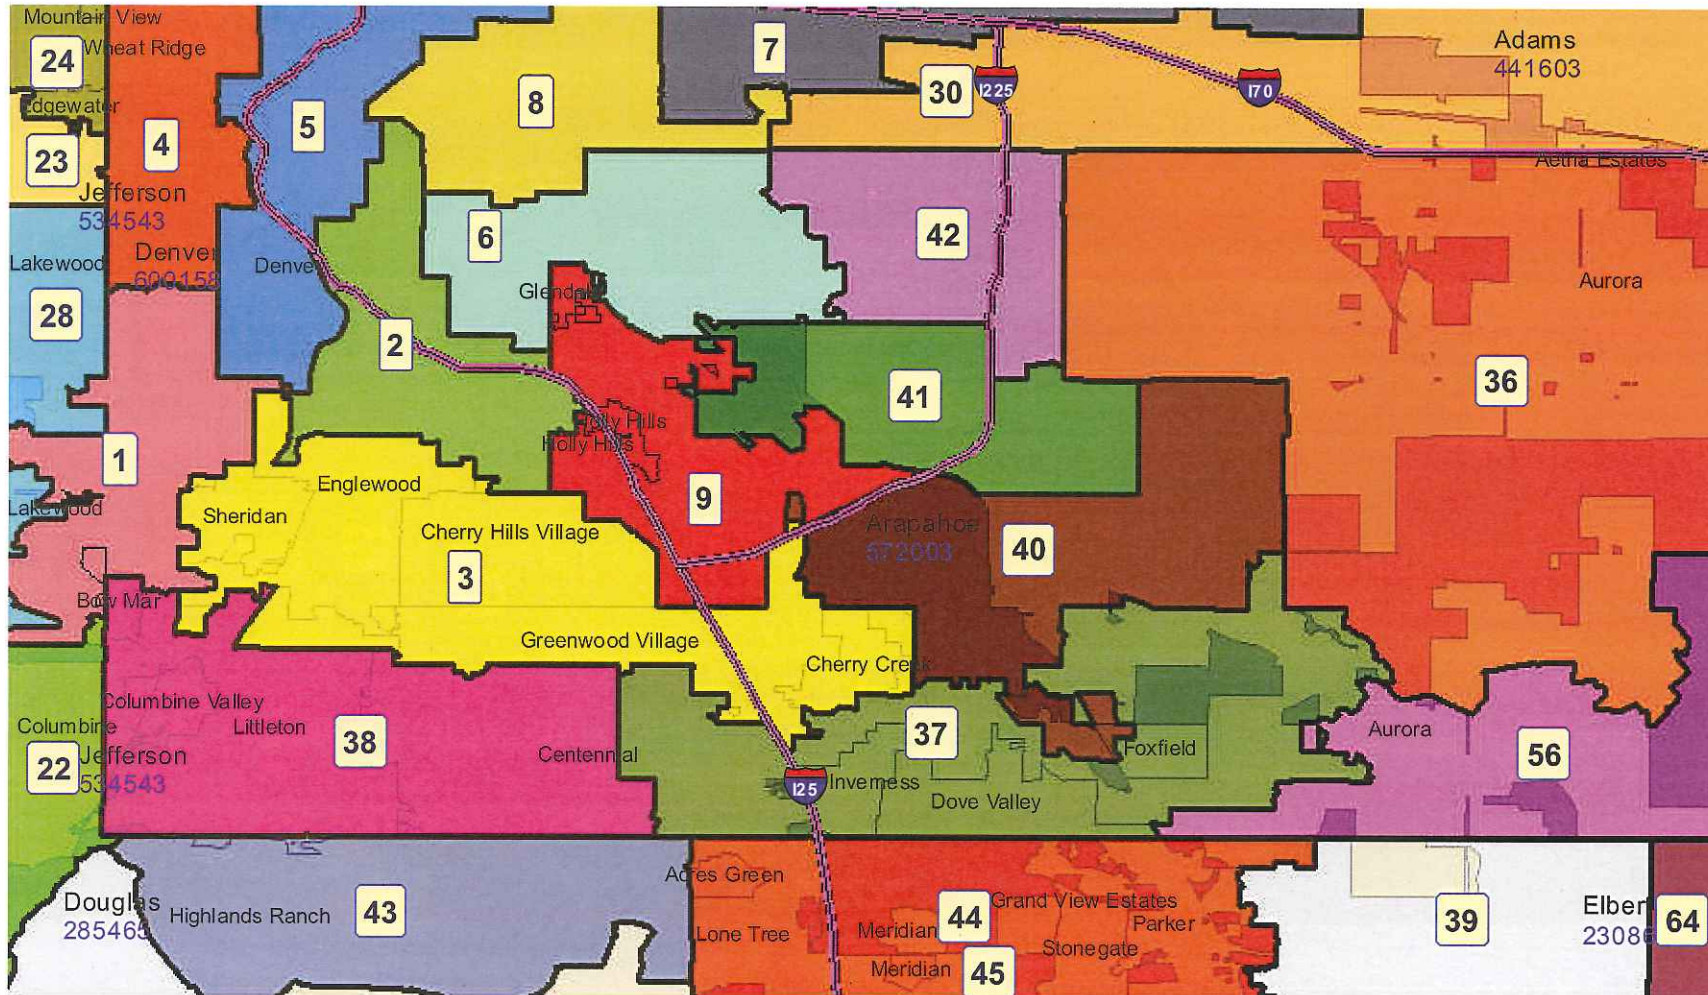 Mountain View
24
Wheat Ridge
Edgewater
23
4
5
8
7
30
I225
I70
Adams
441603
Aetna Estates
Jefferson
534543
Denver
600158
Lakewood
28
Denver
6
42
Glendale
Aurora
2
41
36
1
Lakewood
Holly Hills
Holly Hills
9
Englewood
Sheridan
Cherry Hills Village
3
Arapahoe
572003
40
Bow Mar
Greenwood Village
Cherry Creek
Columbine Valley
Littleton
Columbine
Jefferson
534543
22
38
Centennial
37
Foxfield
Aurora
56
I25
Inverness
Dove Valley
Douglas
285465
Highlands Ranch
43
Acres Green
Lone Tree
Meridian
44
Grand View Estates
Parker
Stonegate
Meridian
45
39
Elber
23086
64